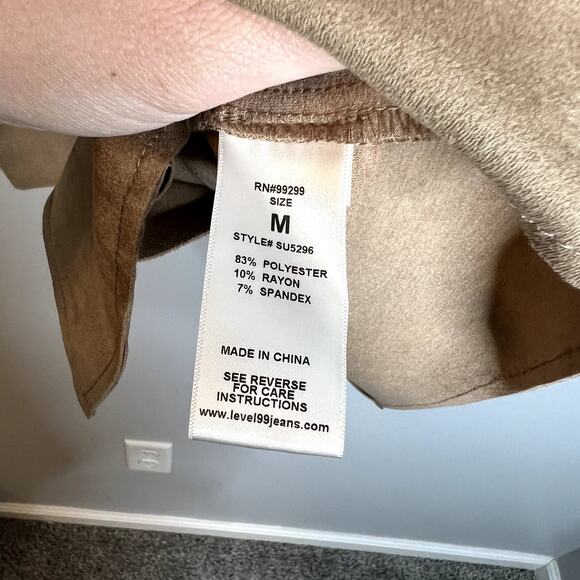 RN#99299
SIZE
M
STYLE# SU5296
83% POLYESTER
10% RAYON
7% SPANDEX
MADE IN CHINA
SEE REVERSE
FOR CARE
INSTRUCTIONS
www.level99jeans.com